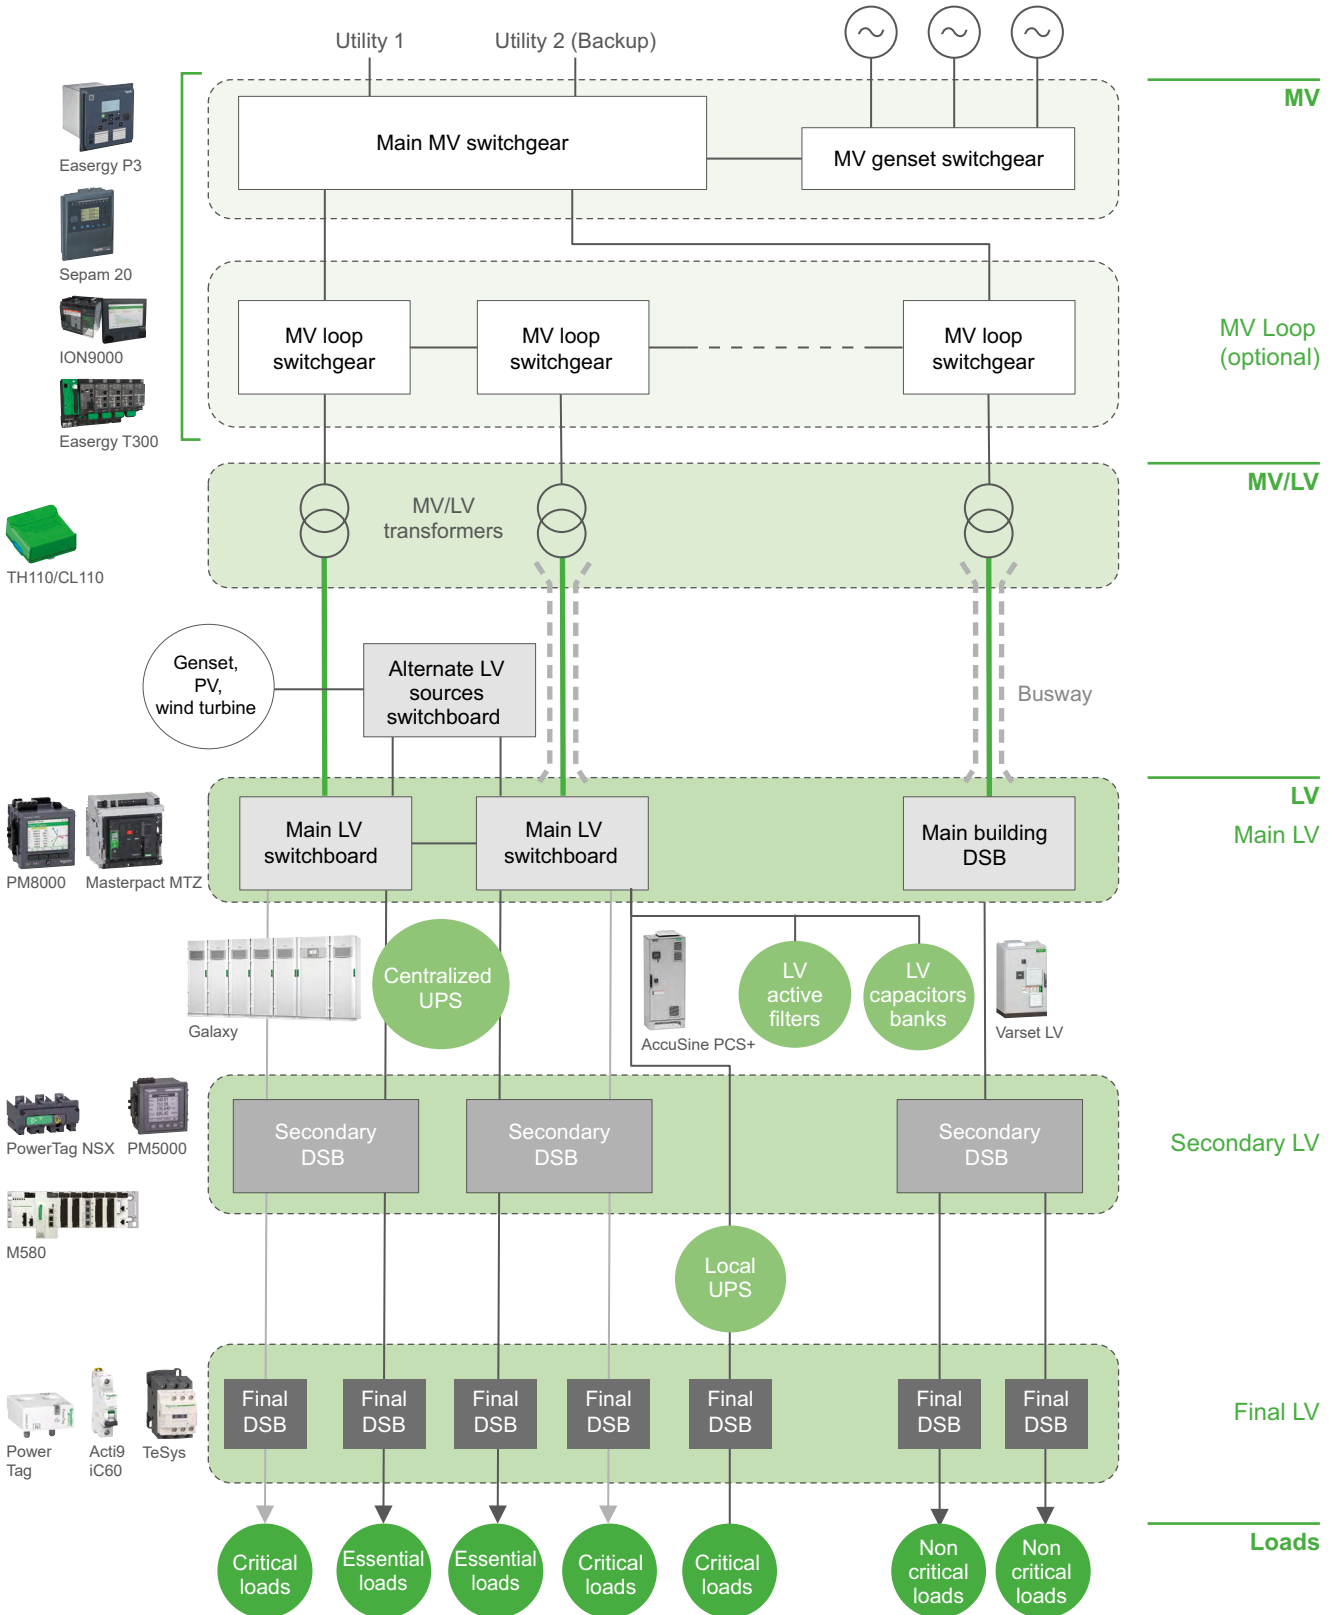 Utility 1
Utility 2 (Backup)
MV
Main MV switchgear
MV genset switchgear
Easergy P3
Sepam 20
ION9000
Easergy T300
MV loop
switchgear
MV loop
switchgear
MV loop
switchgear
MV Loop
(optional)
MV/LV
MV/LV
transformers
TH110/CL110
Genset,
PV,
wind turbine
Alternate LV
sources
switchboard
Busway
LV
Main LV
Main LV
switchboard
Main LV
switchboard
Main building
DSB
PM8000
Masterpact MTZ
Galaxy
Centralized
UPS
AccuSine PCS+
LV
active
filters
LV
capacitors
banks
Varset LV
PowerTag NSX
PM5000
M580
Secondary
DSB
Secondary
DSB
Secondary
DSB
Secondary LV
Local
UPS
Power
Tag
Acti9
iC60
TeSys
Final
DSB
Final
DSB
Final
DSB
Final
DSB
Final
DSB
Final
DSB
Final
DSB
Final LV
Loads
Critical
loads
Essential
loads
Essential
loads
Critical
loads
Critical
loads
Non
critical
loads
Non
critical
loads